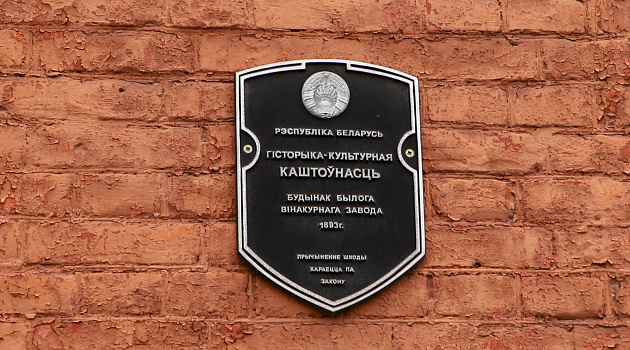 РЭСПУБЛІКА БЕЛАРУСЬ
ГІСТОРЫКА-КУЛЬТУРНАЯ
КАШТОЎНАСЦЬ
БУДЫНАК БЫЛОГА
ВІНАКУРНАГА ЗАВОДА
1893г.
ПРЫЧЫНЕННЕ ШКОДЫ
КАРАЕЦЦА ПА
ЗАКОНУ